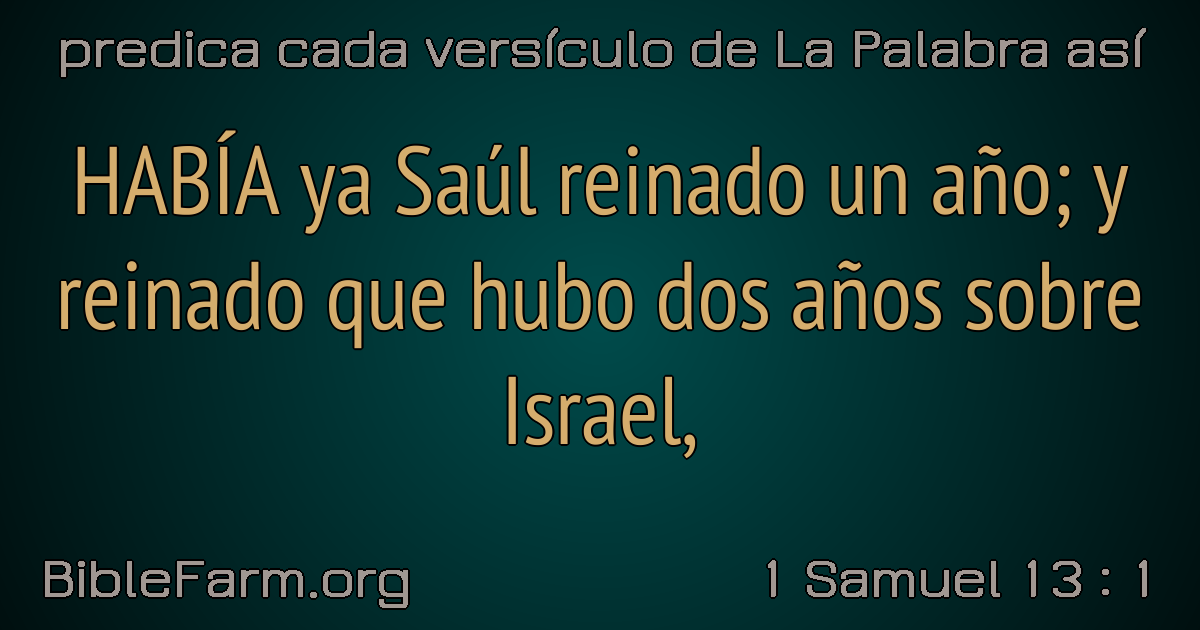 predica cada versículo de La Palabra así
HABÍA ya Saúl reinado un año; y
reinado que hubo dos años sobre
Israel,
BibleFarm.org
1 Samuel 13 : 1